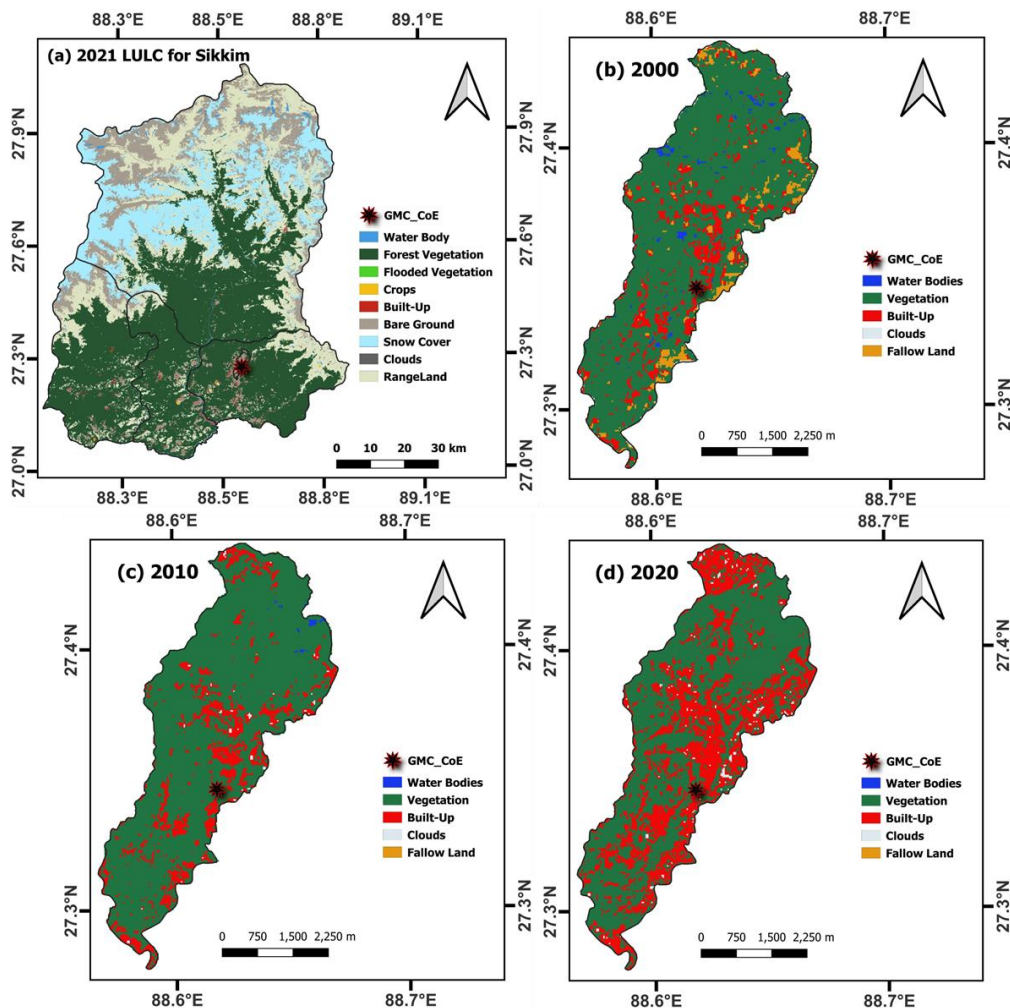 88.3°E 88.5°E 88.8°E 89.1°E
(a) 2021 LULC for Sikkim
27.9°N
27.6°N
27.3°N
27.0°N
27.9°N
27.6°N
27.3°N
27.0°N
GMC_CoE
Water Body
Forest Vegetation
Flooded Vegetation
Crops
Built-Up
Bare Ground
Snow Cover
Clouds
RangeLand
0 10 20 30 km
88.3°E 88.5°E 88.8°E 89.1°E
88.6°E 88.7°E
(b) 2000
27.4°N
27.3°N
27.4°N
27.3°N
GMC_CoE
Water Bodies
Vegetation
Built-Up
Clouds
Fallow Land
0 750 1,500 2,250 m
88.6°E 88.7°E
88.6°E 88.7°E
(c) 2010
27.4°N
27.3°N
27.4°N
27.3°N
GMC_CoE
Water Bodies
Vegetation
Built-Up
Clouds
Fallow Land
0 750 1,500 2,250 m
88.6°E 88.7°E
88.6°E 88.7°E
(d) 2020
27.4°N
27.3°N
27.4°N
27.3°N
GMC_CoE
Water Bodies
Vegetation
Built-Up
Clouds
Fallow Land
0 750 1,500 2,250 m
88.6°E 88.7°E